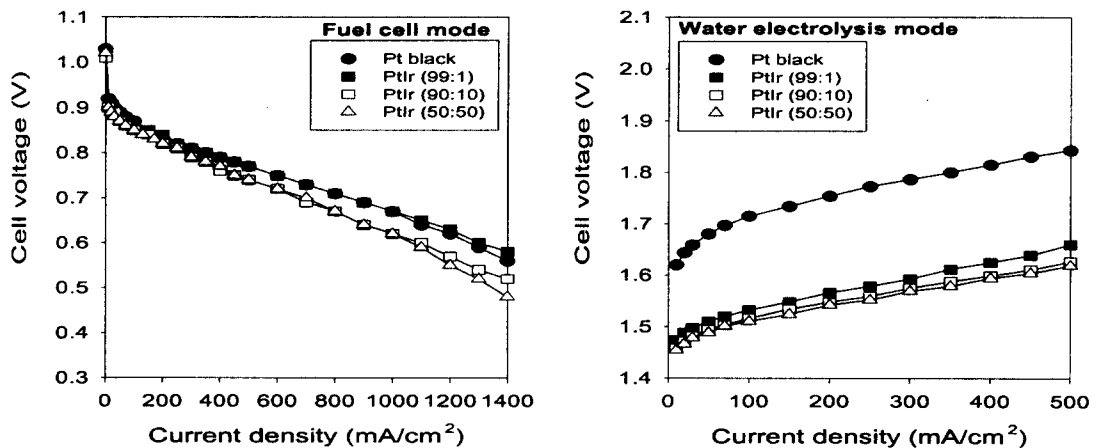 Fuel cell mode
Pt black
PtIr (99:1)
PtIr (90:10)
PtIr (50:50)
Cell voltage (V)
1.1
1.0
0.9
0.8
0.7
0.6
0.5
0.4
0.3
0 200 400 600 800 1000 1200 1400
Current density (mA/cm²)
Water electrolysis mode
Pt black
PtIr (99:1)
PtIr (90:10)
PtIr (50:50)
Cell voltage (V)
2.1
2.0
1.9
1.8
1.7
1.6
1.5
1.4
0 100 200 300 400 500
Current density (mA/cm²)